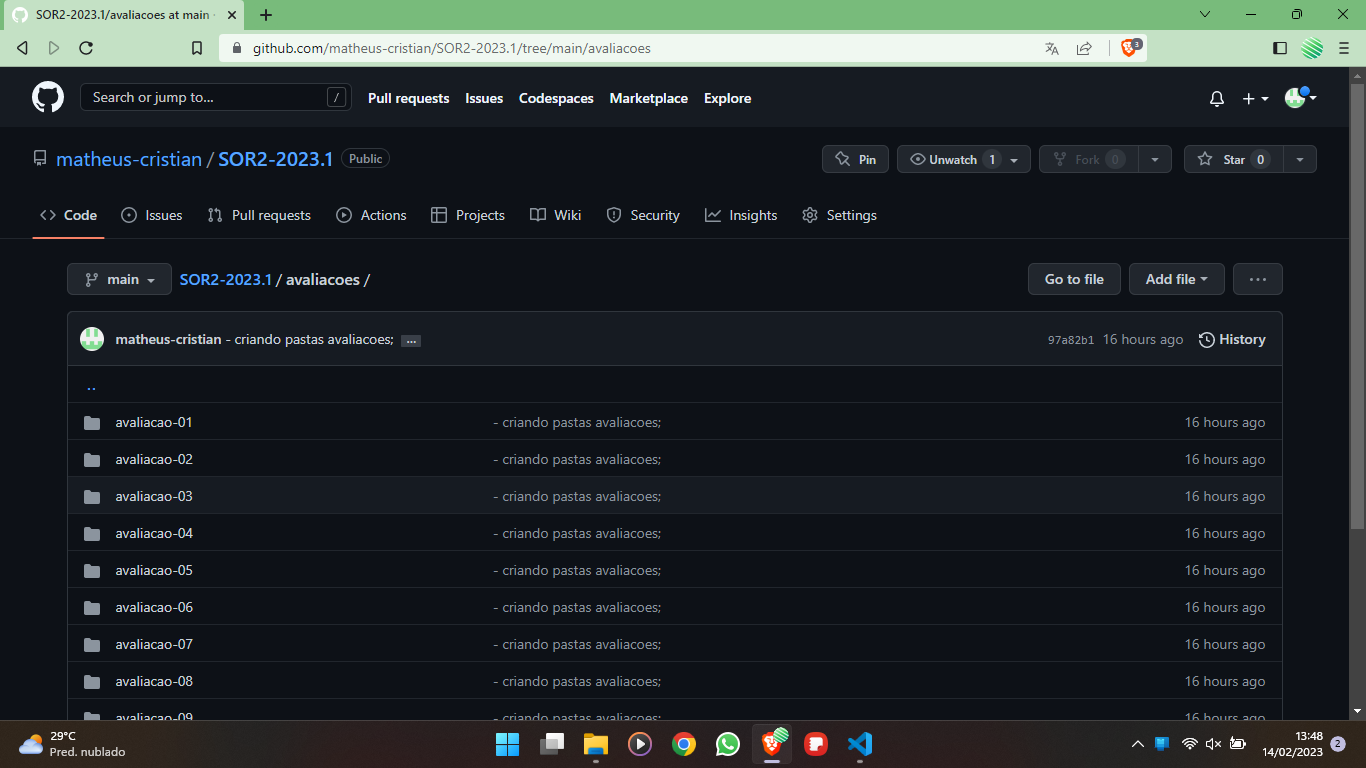 SOR2-2023.1/avaliacoes at main ·
github.com/matheus-cristian/SOR2-2023.1/tree/main/avaliacoes
3
Search or jump to...
/
Pull requests
Issues
Codespaces
Marketplace
Explore
matheus-cristian / SOR2-2023.1
Public
Pin
Unwatch 1
Fork 0
Star 0
Code
Issues
Pull requests
Actions
Projects
Wiki
Security
Insights
Settings
main
SOR2-2023.1 / avaliacoes /
Go to file
Add file
...
matheus-cristian - criando pastas avaliacoes; ...
97a82b1 16 hours ago
History
..
avaliacao-01 - criando pastas avaliacoes; 16 hours ago
avaliacao-02 - criando pastas avaliacoes; 16 hours ago
avaliacao-03 - criando pastas avaliacoes; 16 hours ago
avaliacao-04 - criando pastas avaliacoes; 16 hours ago
avaliacao-05 - criando pastas avaliacoes; 16 hours ago
avaliacao-06 - criando pastas avaliacoes; 16 hours ago
avaliacao-07 - criando pastas avaliacoes; 16 hours ago
avaliacao-08 - criando pastas avaliacoes; 16 hours ago
avaliacao-09 - criando pastas avaliacoes; 16 hours ago
29°C
Pred. nublado
13:48
14/02/2023
2